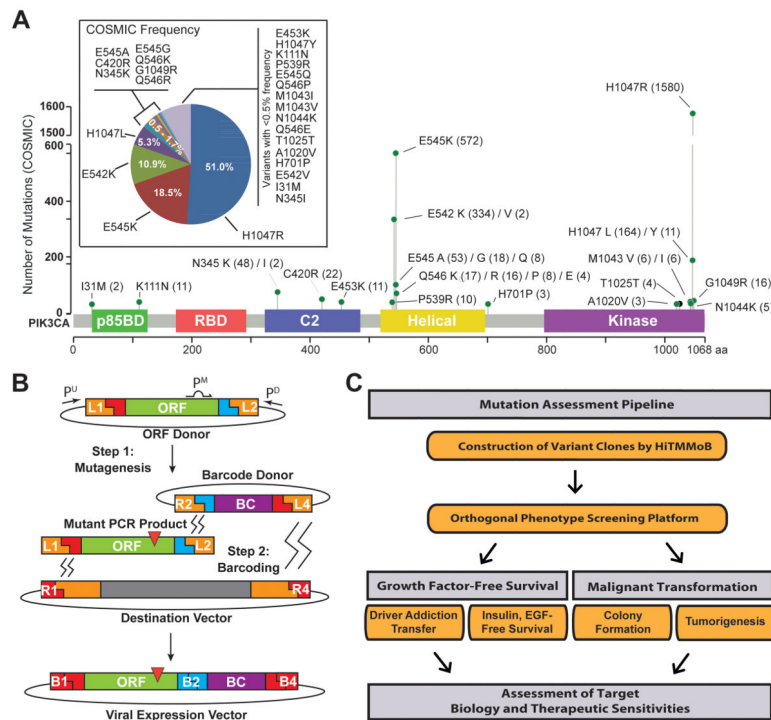 A
COSMIC Frequency
E545A
C420R
N345K
E545G
Q546K
G1049R
Q546R
H1047L
E542K
E545K
H1047R
0.5 - 1.7%
5.3%
10.9%
18.5%
51.0%
Variants with <0.5% frequency
E453K
H1047Y
K111N
P539R
E545Q
Q546P
M1043I
M1043V
N1044K
Q546E
T1025T
A1020V
H701P
E542V
I31M
N345I
Number of Mutations (COSMIC)
1600
1500
600
400
200
0
H1047R (1580)
E545K (572)
E542 K (334) / V (2)
E545 A (53) / G (18) / Q (8)
Q546 K (17) / R (16) / P (8) / E (4)
P539R (10)
H701P (3)
H1047 L (164) / Y (11)
M1043 V (6) / I (6)
T1025T (4)
A1020V (3)
G1049R (16)
N1044K (5)
N345 K (48) / I (2)
C420R (22)
E453K (11)
I31M (2)
K111N (11)
PIK3CA
p85BD
RBD
C2
Helical
Kinase
0
200
400
600
800
1000
1068 aa
B
PU
PM
PD
L1
ORF
L2
ORF Donor
Step 1:
Mutagenesis
Barcode Donor
R2
BC
L4
Mutant PCR Product
L1
ORF
L2
Step 2:
Barcoding
R1
R4
Destination Vector
B1
ORF
B2
BC
B4
Viral Expression Vector
C
Mutation Assessment Pipeline
Construction of Variant Clones by HiTMMoB
Orthogonal Phenotype Screening Platform
Growth Factor-Free Survival
Malignant Transformation
Driver Addiction
Transfer
Insulin, EGF-
Free Survival
Colony
Formation
Tumorigenesis
Assessment of Target
Biology and Therapeutic Sensitivities